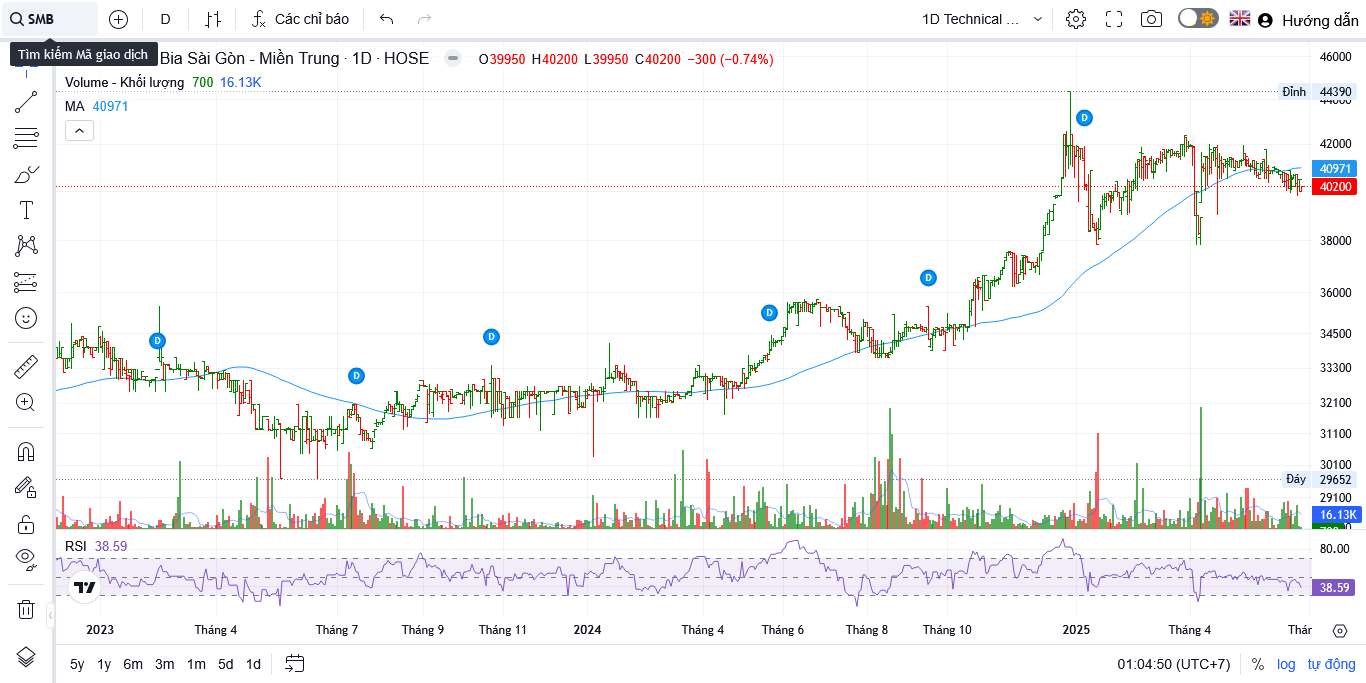 SMB
D
Các chỉ báo
1D Technical ...
Hướng dẫn
Tìm kiếm Mã giao dịch
Bia Sài Gòn - Miền Trung · 1D · HOSE
O39950 H40200 L39950 C40200 −300 (−0.74%)
Volume - Khối lượng 700 16.13K
MA 40971
46000
Đỉnh 44390
44000
42000
40971
40200
38000
36000
34500
33300
32100
31100
30100
Đáy 29652
29100
16.13K
D
D
D
D
D
D
RSI 38.59
80.00
38.59
2023 Tháng 4 Tháng 7 Tháng 9 Tháng 11 2024 Tháng 4 Tháng 6 Tháng 8 Tháng 10 2025 Tháng 4 Thár
5y 1y 6m 3m 1m 5d 1d
01:04:50 (UTC+7) % log tự động